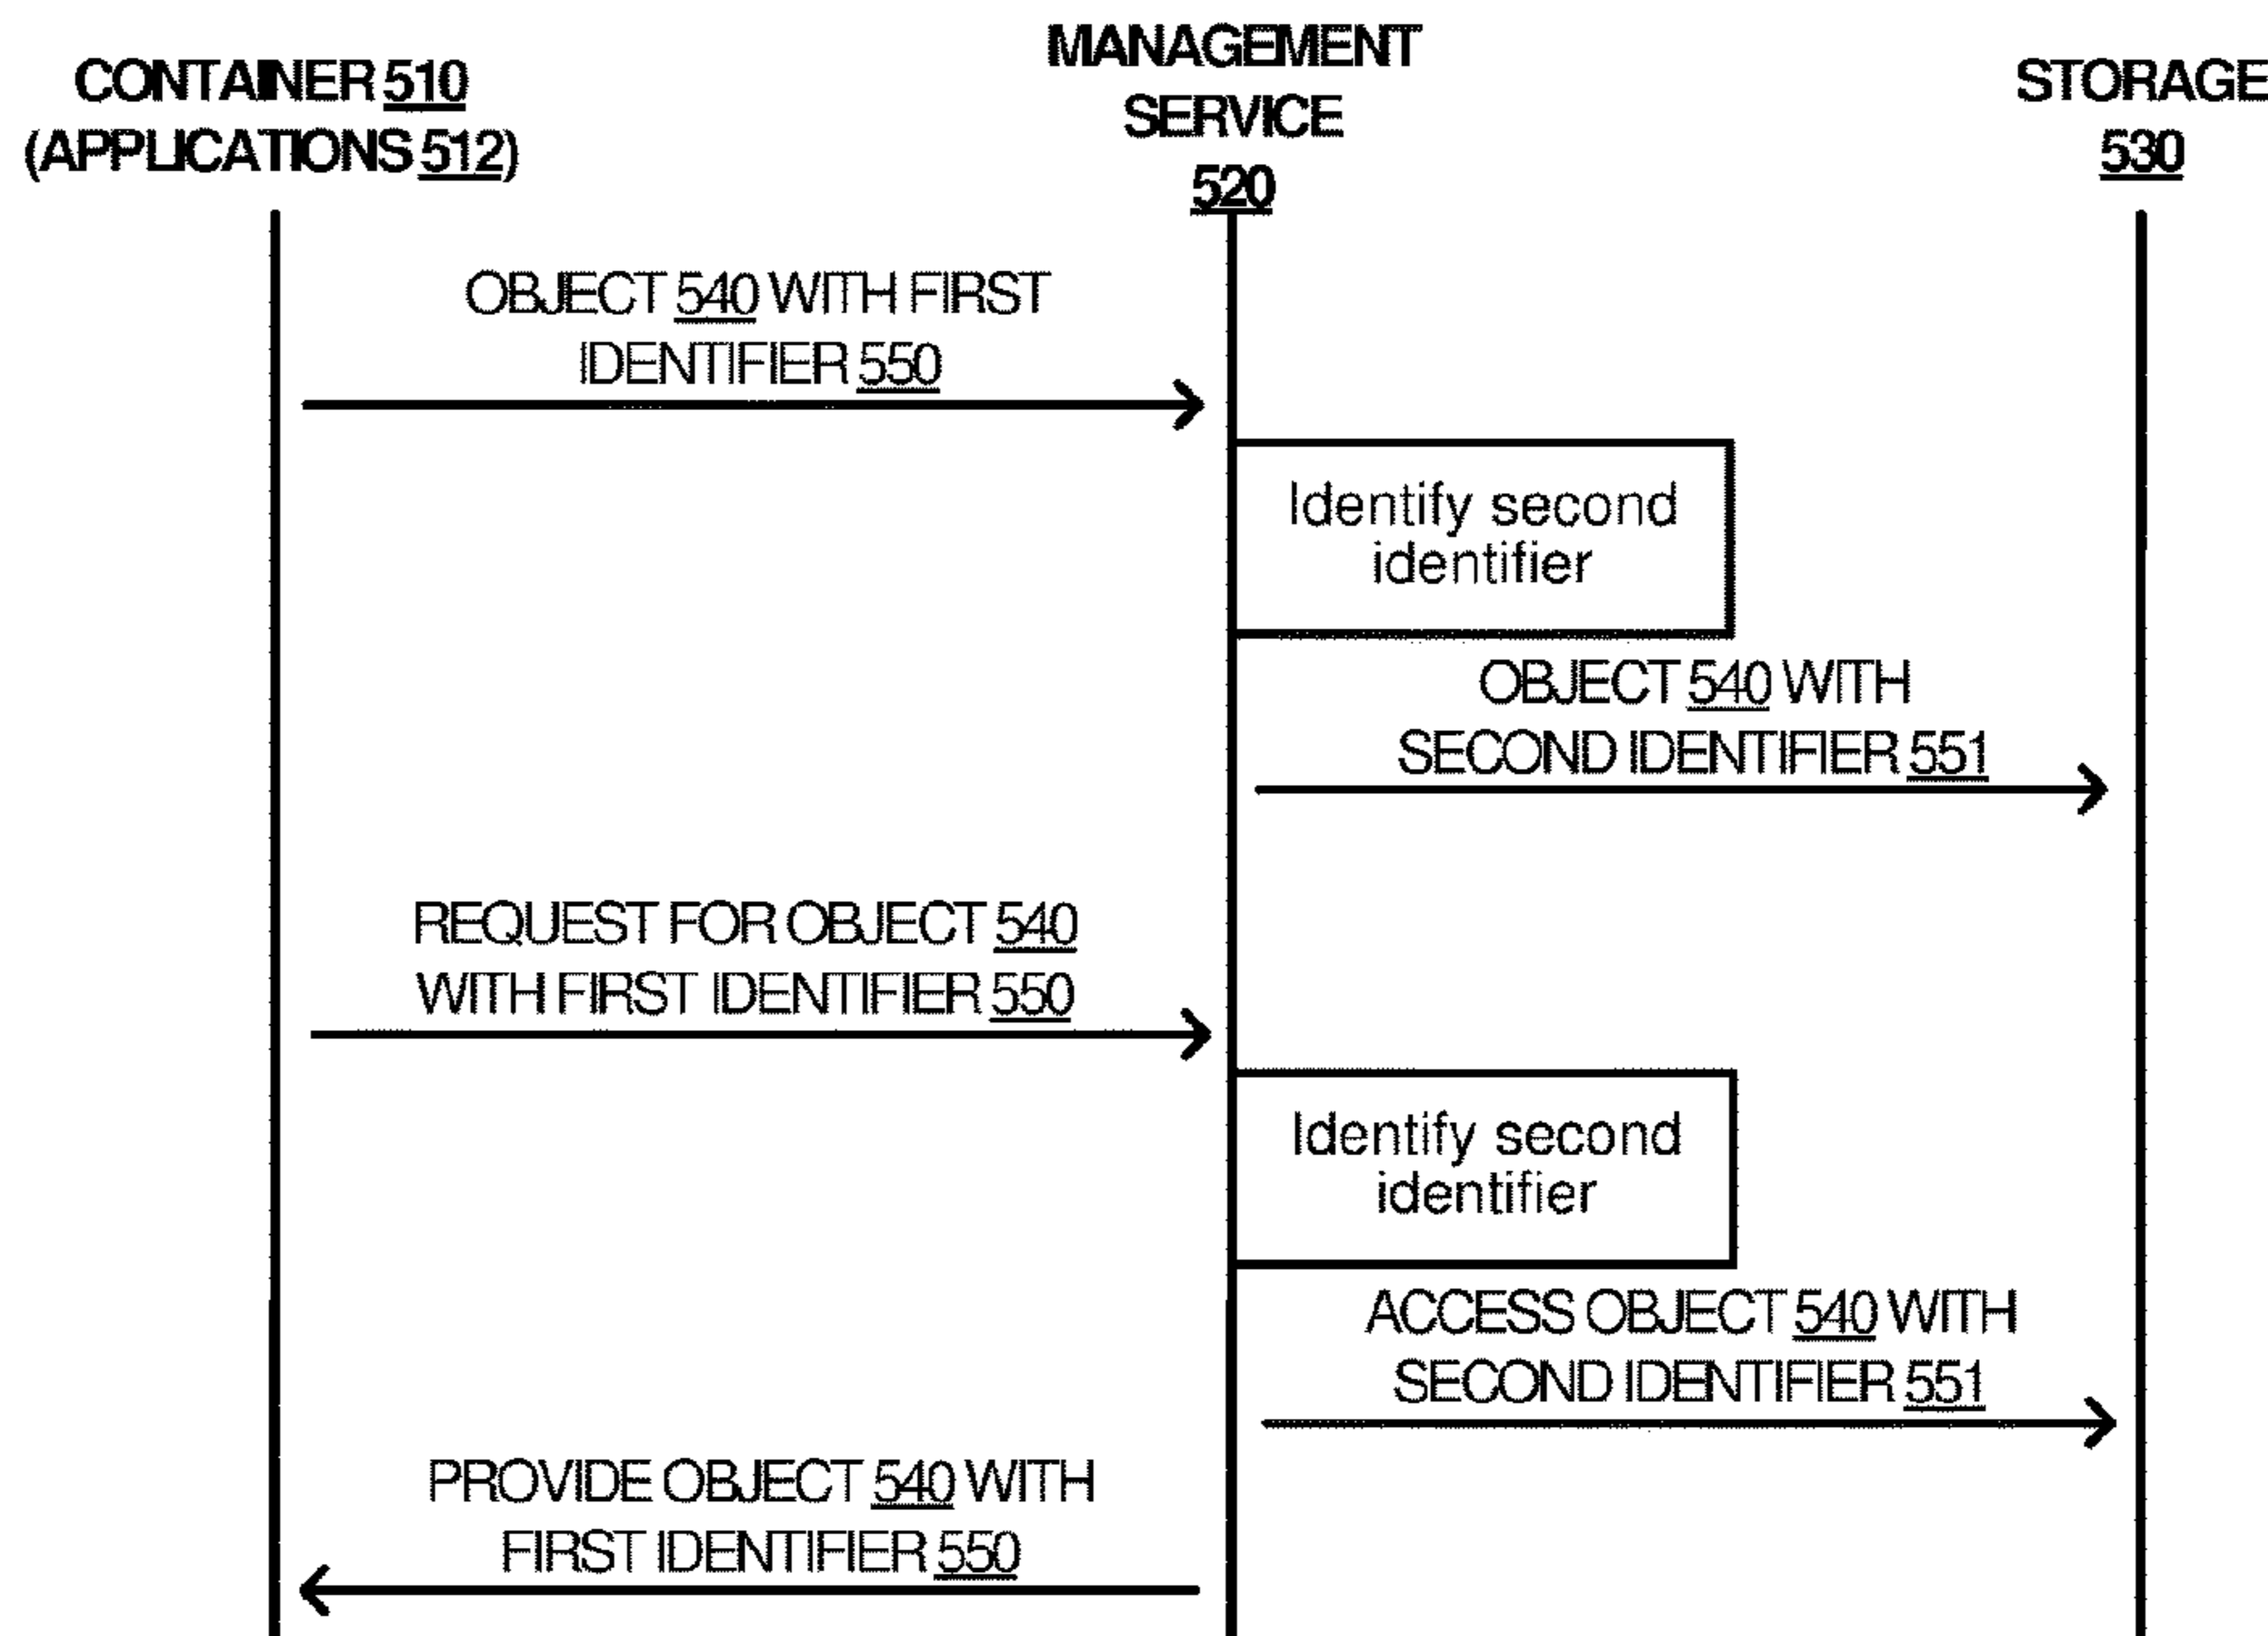 CONTAINER 510
(APPLICATIONS 512)
MANAGEMENT
SERVICE
520
STORAGE
530
OBJECT 540 WITH FIRST
IDENTIFIER 550
Identify second
identifier
OBJECT 540 WITH
SECOND IDENTIFIER 551
REQUEST FOR OBJECT 540
WITH FIRST IDENTIFIER 550
Identify second
identifier
ACCESS OBJECT 540 WITH
SECOND IDENTIFIER 551
PROVIDE OBJECT 540 WITH
FIRST IDENTIFIER 550